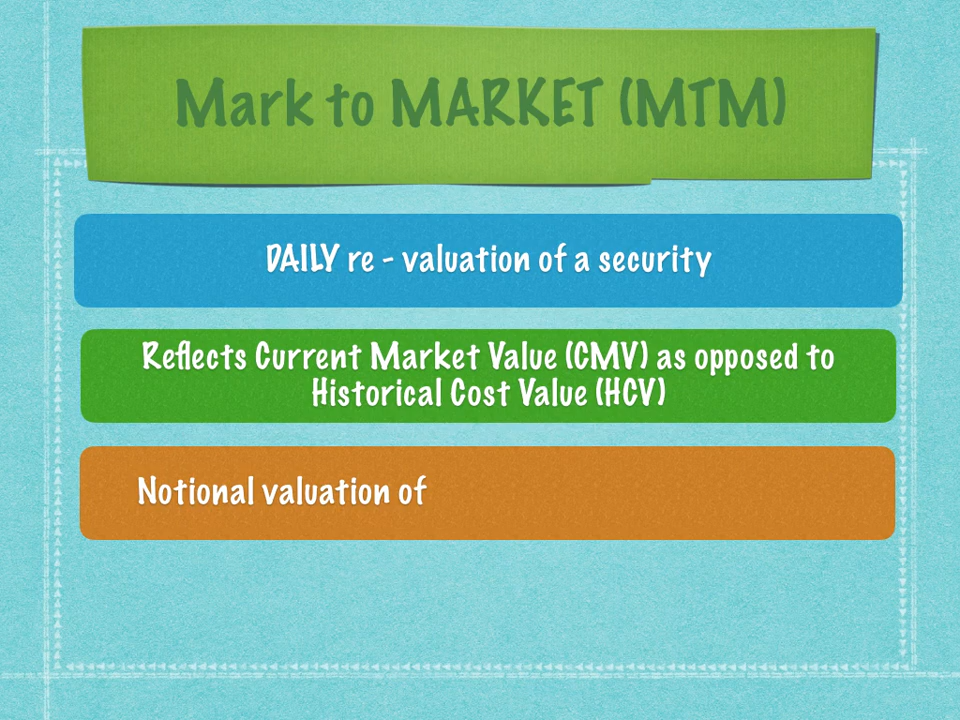 Mark to MARKET (MTM)
DAILY re - valuation of a security
Reflects Current Market Value (CMV) as opposed to
Historical Cost Value (HCV)
Notional valuation of